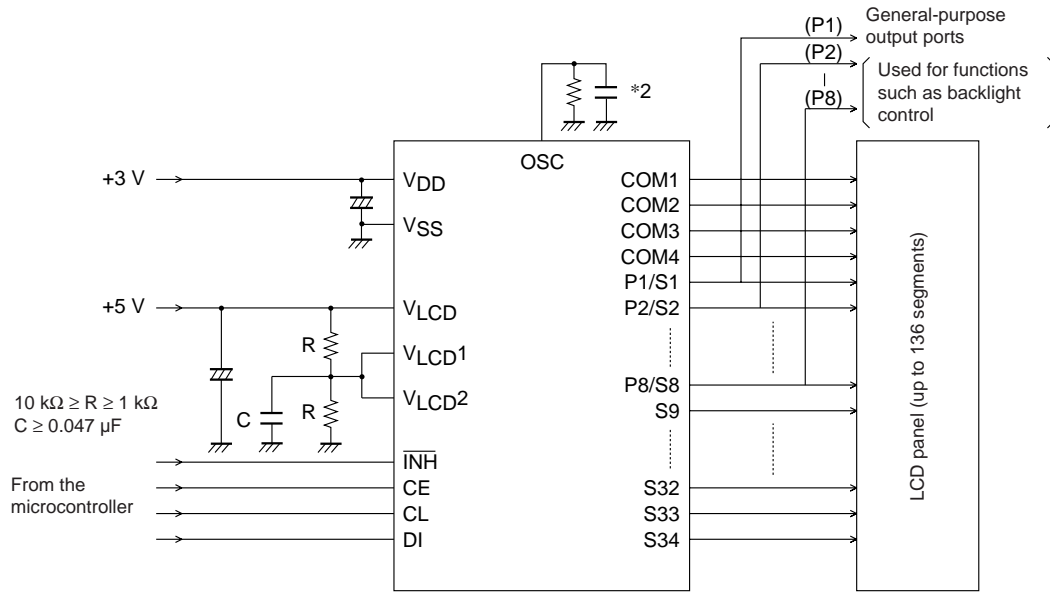 (P1)
General-purpose
output ports
(P2)
(P8)
Used for functions
such as backlight
control
*2
OSC
+3 V
VDD
VSS
+5 V
VLCD
R
VLCD1
VLCD2
C
R
10 kΩ ≥ R ≥ 1 kΩ
C ≥ 0.047 µF
INH
From the
microcontroller
CE
CL
DI
COM1
COM2
COM3
COM4
P1/S1
P2/S2
P8/S8
S9
S32
S33
S34
LCD panel (up to 136 segments)